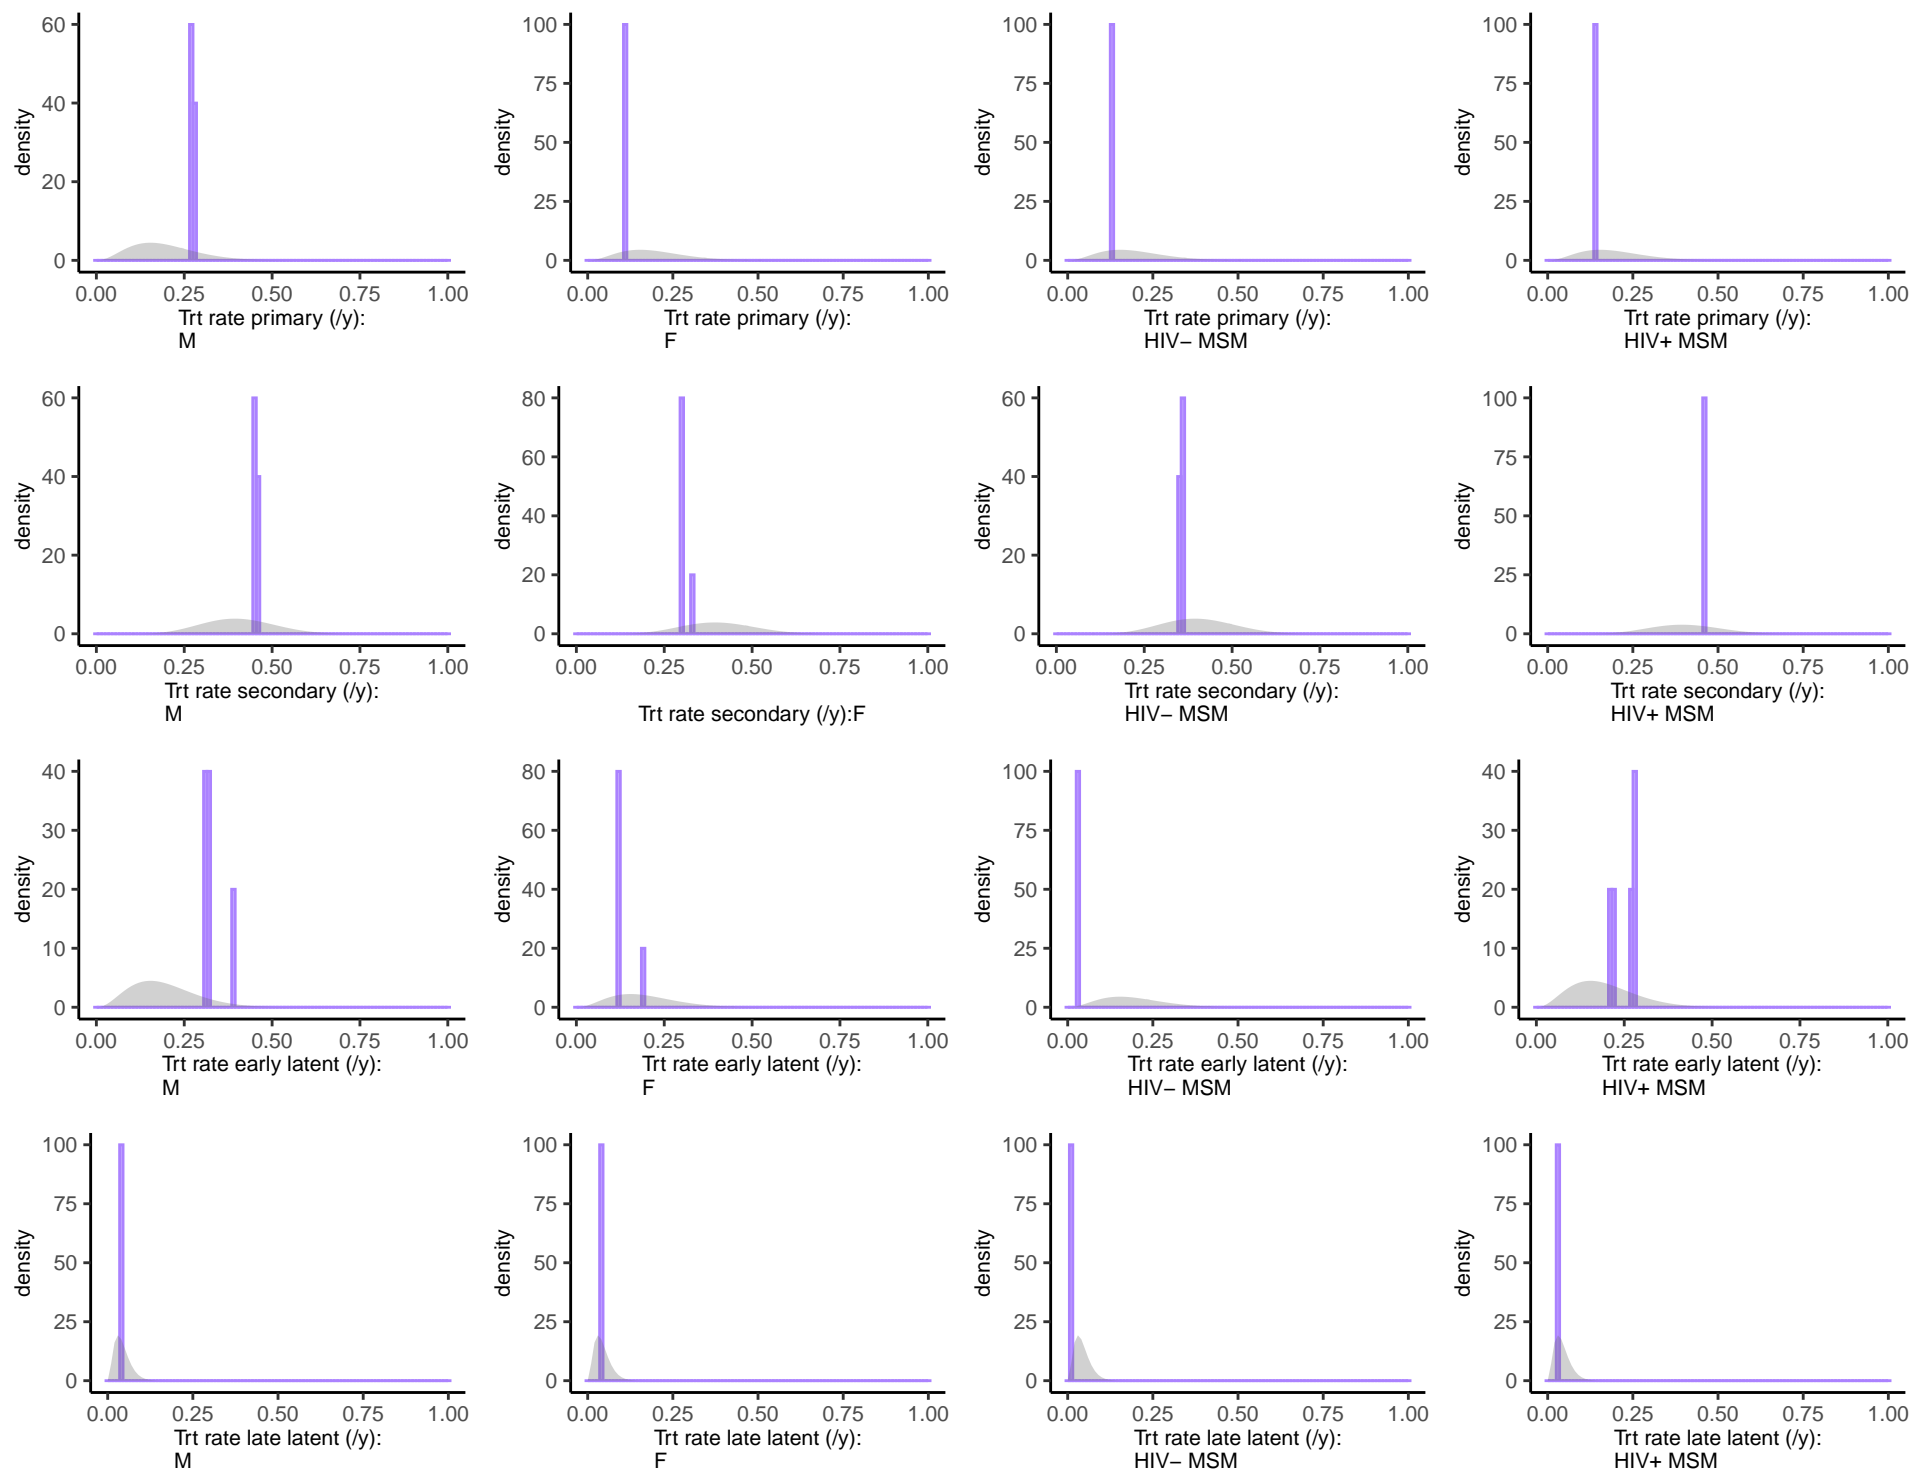 60
40
20
0
density
0.00 0.25 0.50 0.75 1.00
Trt rate primary (/y):
M
100
75
50
25
0
density
0.00 0.25 0.50 0.75 1.00
Trt rate primary (/y):
F
100
75
50
25
0
density
0.00 0.25 0.50 0.75 1.00
Trt rate primary (/y):
HIV− MSM
100
75
50
25
0
density
0.00 0.25 0.50 0.75 1.00
Trt rate primary (/y):
HIV+ MSM
60
40
20
0
density
0.00 0.25 0.50 0.75 1.00
Trt rate secondary (/y):
M
80
60
40
20
0
density
0.00 0.25 0.50 0.75 1.00
Trt rate secondary (/y):F
60
40
20
0
density
0.00 0.25 0.50 0.75 1.00
Trt rate secondary (/y):
HIV− MSM
100
75
50
25
0
density
0.00 0.25 0.50 0.75 1.00
Trt rate secondary (/y):
HIV+ MSM
40
30
20
10
0
density
0.00 0.25 0.50 0.75 1.00
Trt rate early latent (/y):
M
80
60
40
20
0
density
0.00 0.25 0.50 0.75 1.00
Trt rate early latent (/y):
F
100
75
50
25
0
density
0.00 0.25 0.50 0.75 1.00
Trt rate early latent (/y):
HIV− MSM
40
30
20
10
0
density
0.00 0.25 0.50 0.75 1.00
Trt rate early latent (/y):
HIV+ MSM
100
75
50
25
0
density
0.00 0.25 0.50 0.75 1.00
Trt rate late latent (/y):
M
100
75
50
25
0
density
0.00 0.25 0.50 0.75 1.00
Trt rate late latent (/y):
F
100
75
50
25
0
density
0.00 0.25 0.50 0.75 1.00
Trt rate late latent (/y):
HIV− MSM
100
75
50
25
0
density
0.00 0.25 0.50 0.75 1.00
Trt rate late latent (/y):
HIV+ MSM